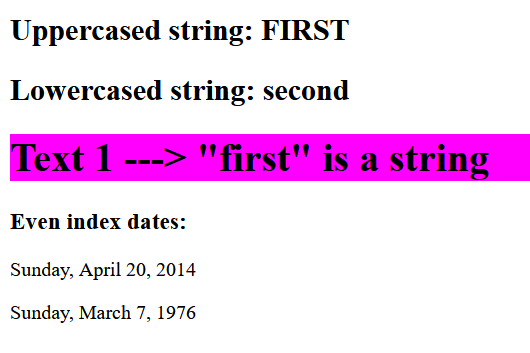 Uppercased string: FIRST
Lowercased string: second
Text 1 ---> "first" is a string
Even index dates:
Sunday, April 20, 2014
Sunday, March 7, 1976